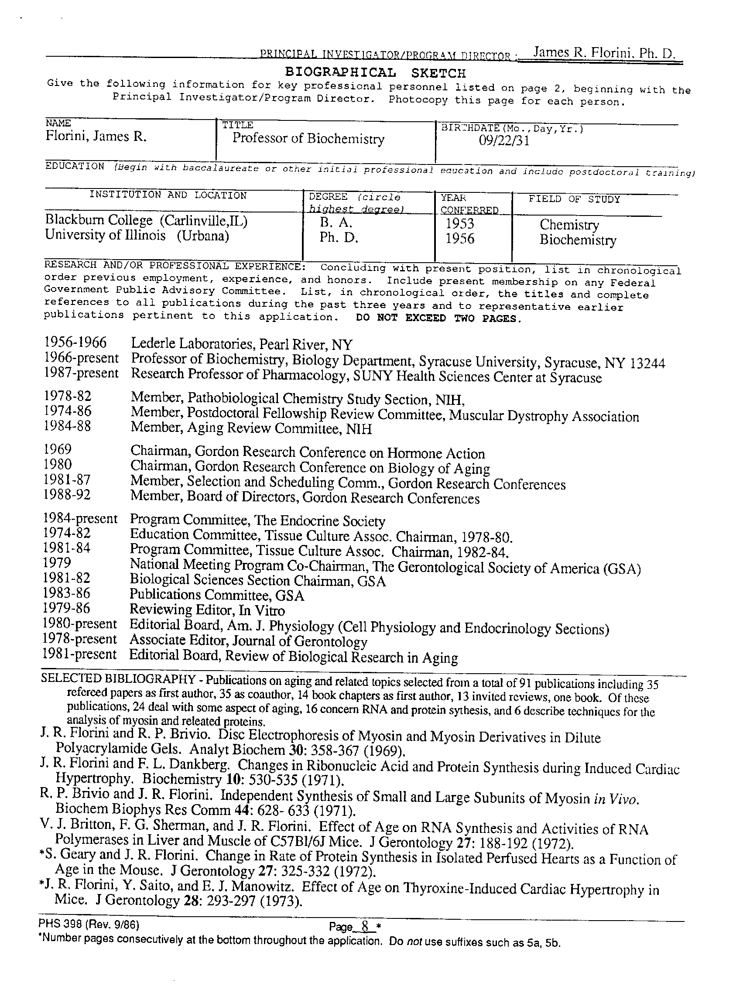 PRINCIPAL INVESTIGATOR/PROGRAM DIRECTOR: James R. Florini, Ph. D.
BIOGRAPHICAL SKETCH
Give the following information for key professional personnel listed on page 2, beginning with the
Principal Investigator/Program Director. Photocopy this page for each person.
NAME TITLE BIRTHDATE (Mo., Day, Yr.)
Florini, James R. Professor of Biochemistry 09/22/31
EDUCATION (Begin with baccalaureate or other initial professional education and include postdoctoral training)
INSTITUTION AND LOCATION DEGREE (circle YEAR FIELD OF STUDY
highest degree) CONFERRED
Blackburn College (Carlinville,IL) B. A. 1953 Chemistry
University of Illinois (Urbana) Ph. D. 1956 Biochemistry
RESEARCH AND/OR PROFESSIONAL EXPERIENCE: Concluding with present position, list in chronological
order previous employment, experience, and honors. Include present membership on any Federal
Government Public Advisory Committee. List, in chronological order, the titles and complete
references to all publications during the past three years and to representative earlier
publications pertinent to this application. DO NOT EXCEED TWO PAGES.
1956-1966 Lederle Laboratories, Pearl River, NY
1966-present Professor of Biochemistry, Biology Department, Syracuse University, Syracuse, NY 13244
1987-present Research Professor of Pharmacology, SUNY Health Sciences Center at Syracuse
1978-82 Member, Pathobiological Chemistry Study Section, NIH,
1974-86 Member, Postdoctoral Fellowship Review Committee, Muscular Dystrophy Association
1984-88 Member, Aging Review Committee, NIH
1969 Chairman, Gordon Research Conference on Hormone Action
1980 Chairman, Gordon Research Conference on Biology of Aging
1981-87 Member, Selection and Scheduling Comm., Gordon Research Conferences
1988-92 Member, Board of Directors, Gordon Research Conferences
1984-present Program Committee, The Endocrine Society
1974-82 Education Committee, Tissue Culture Assoc. Chairman, 1978-80.
1981-84 Program Committee, Tissue Culture Assoc. Chairman, 1982-84.
1979 National Meeting Program Co-Chairman, The Gerontological Society of America (GSA)
1981-82 Biological Sciences Section Chairman, GSA
1983-86 Publications Committee, GSA
1979-86 Reviewing Editor, In Vitro
1980-present Editorial Board, Am. J. Physiology (Cell Physiology and Endocrinology Sections)
1978-present Associate Editor, Journal of Gerontology
1981-present Editorial Board, Review of Biological Research in Aging
SELECTED BIBLIOGRAPHY - Publications on aging and related topics selected from a total of 91 publications including 35
refereed papers as first author, 35 as coauthor, 14 book chapters as first author, 13 invited reviews, one book. Of these
publications, 24 deal with some aspect of aging, 16 concern RNA and protein sythesis, and 6 describe techniques for the
analysis of myosin and releated proteins.
J. R. Florini and R. P. Brivio. Disc Electrophoresis of Myosin and Myosin Derivatives in Dilute
Polyacrylamide Gels. Analyt Biochem 30: 358-367 (1969).
J. R. Florini and F. L. Dankberg. Changes in Ribonucleic Acid and Protein Synthesis during Induced Cardiac
Hypertrophy. Biochemistry 10: 530-535 (1971).
R. P. Brivio and J. R. Florini. Independent Synthesis of Small and Large Subunits of Myosin in Vivo.
Biochem Biophys Res Comm 44: 628- 633 (1971).
V. J. Britton, F. G. Sherman, and J. R. Florini. Effect of Age on RNA Synthesis and Activities of RNA
Polymerases in Liver and Muscle of C57Bl/6J Mice. J Gerontology 27: 188-192 (1972).
*S. Geary and J. R. Florini. Change in Rate of Protein Synthesis in Isolated Perfused Hearts as a Function of
Age in the Mouse. J Gerontology 27: 325-332 (1972).
*J. R. Florini, Y. Saito, and E. J. Manowitz. Effect of Age on Thyroxine-Induced Cardiac Hypertrophy in
Mice. J Gerontology 28: 293-297 (1973).
PHS 398 (Rev. 9/86) Page 8 *
*Number pages consecutively at the bottom throughout the application. Do not use suffixes such as 5a, 5b.